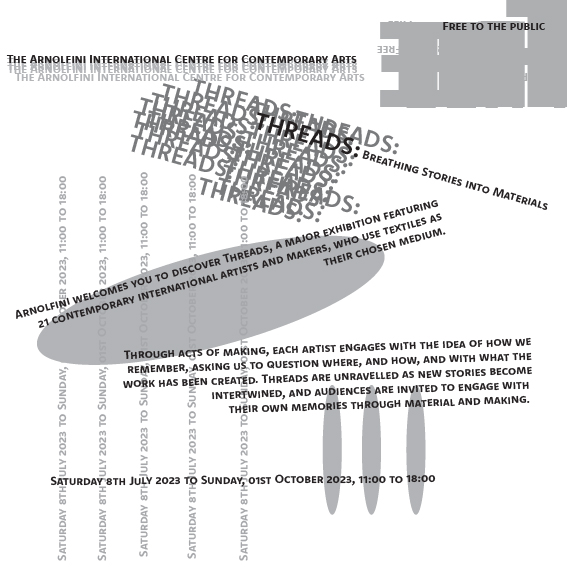 Free to the public
The Arnolfini International Centre for Contemporary Arts
The Arnolfini International Centre for Contemporary Arts
The Arnolfini International Centre for Contemporary Arts
THREADS:
THREADS:
THREADS:
THREADS:
THREADS:
THREADS:
THREADS:
THREADS:
THREADS: Breathing Stories into Materials
Arnolfini welcomes you to discover Threads, a major exhibition featuring
21 contemporary international artists and makers, who use textiles as
their chosen medium.
Through acts of making, each artist engages with the idea of how we
remember, asking us to question where, and how, and with what the
work has been created. Threads are unravelled as new stories become
intertwined, and audiences are invited to engage with
their own memories through material and making.
Saturday 8th July 2023 to Sunday, 01st October 2023, 11:00 to 18:00
Saturday 8th July 2023 to Sunday, 01st October 2023, 11:00 to 18:00
Saturday 8th July 2023 to Sunday, 01st October 2023, 11:00 to 18:00
Saturday 8th July 2023 to Sunday, 01st October 2023, 11:00 to 18:00
Saturday 8th July 2023 to Sunday, 01st October 2023, 11:00 to 18:00
Saturday 8th July 2023 to Sunday, 01st October 2023, 11:00 to 18:00